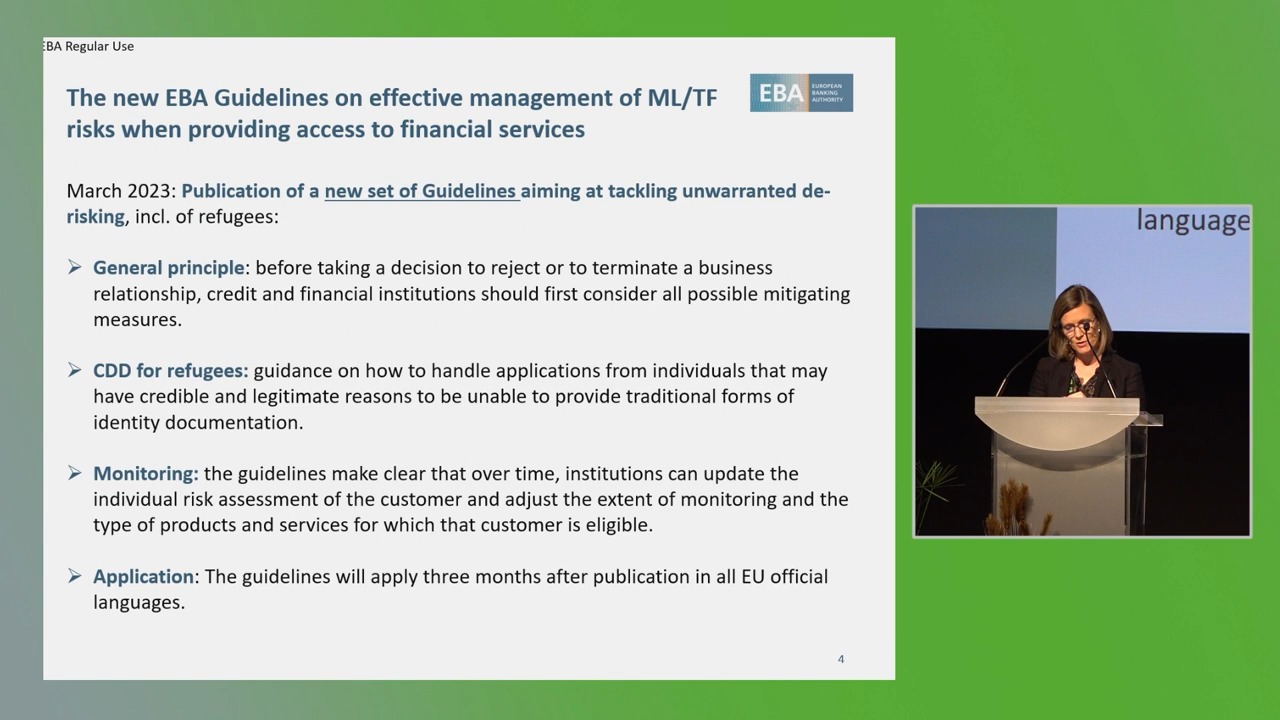 EBA Regular Use
The new EBA Guidelines on effective management of ML/TF
risks when providing access to financial services
EBA
EUROPEAN
BANKING
AUTHORITY
March 2023: Publication of a new set of Guidelines aiming at tackling unwarranted de-
risking, incl. of refugees:
➢ General principle: before taking a decision to reject or to terminate a business
relationship, credit and financial institutions should first consider all possible mitigating
measures.
➢ CDD for refugees: guidance on how to handle applications from individuals that may
have credible and legitimate reasons to be unable to provide traditional forms of
identity documentation.
➢ Monitoring: the guidelines make clear that over time, institutions can update the
individual risk assessment of the customer and adjust the extent of monitoring and the
type of products and services for which that customer is eligible.
➢ Application: The guidelines will apply three months after publication in all EU official
languages.
4
language